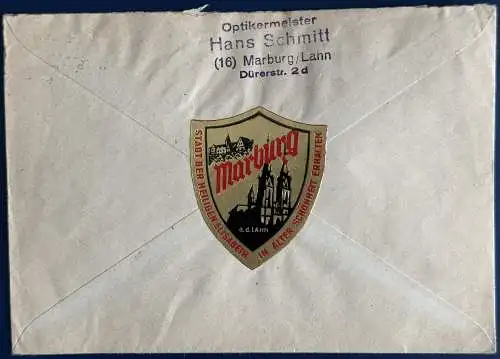 Optikermeister
Hans Schmitt
(16) Marburg/Lahn
Dürerstr. 2d
Marburg
a.d.LAHN
STADT DER HEILIGEN ELISABETH IN ALTER SCHÖNHEIT ERHALTEN